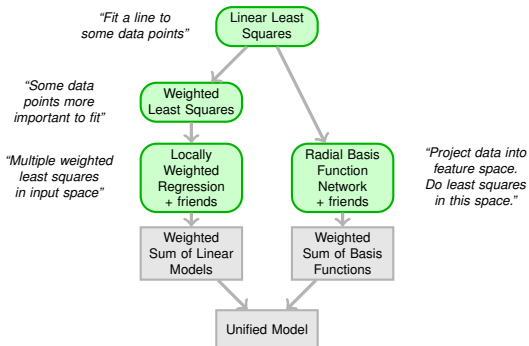 “Fit a line to
some data points”
Linear Least
Squares
“Some data
points more
important to fit”
Weighted
Least Squares
“Multiple weighted
least squares
in input space”
Locally
Weighted
Regression
+ friends
Radial Basis
Function
Network
+ friends
“Project data into
feature space.
Do least squares
in this space.”
Weighted
Sum of Linear
Models
Weighted
Sum of Basis
Functions
Unified Model